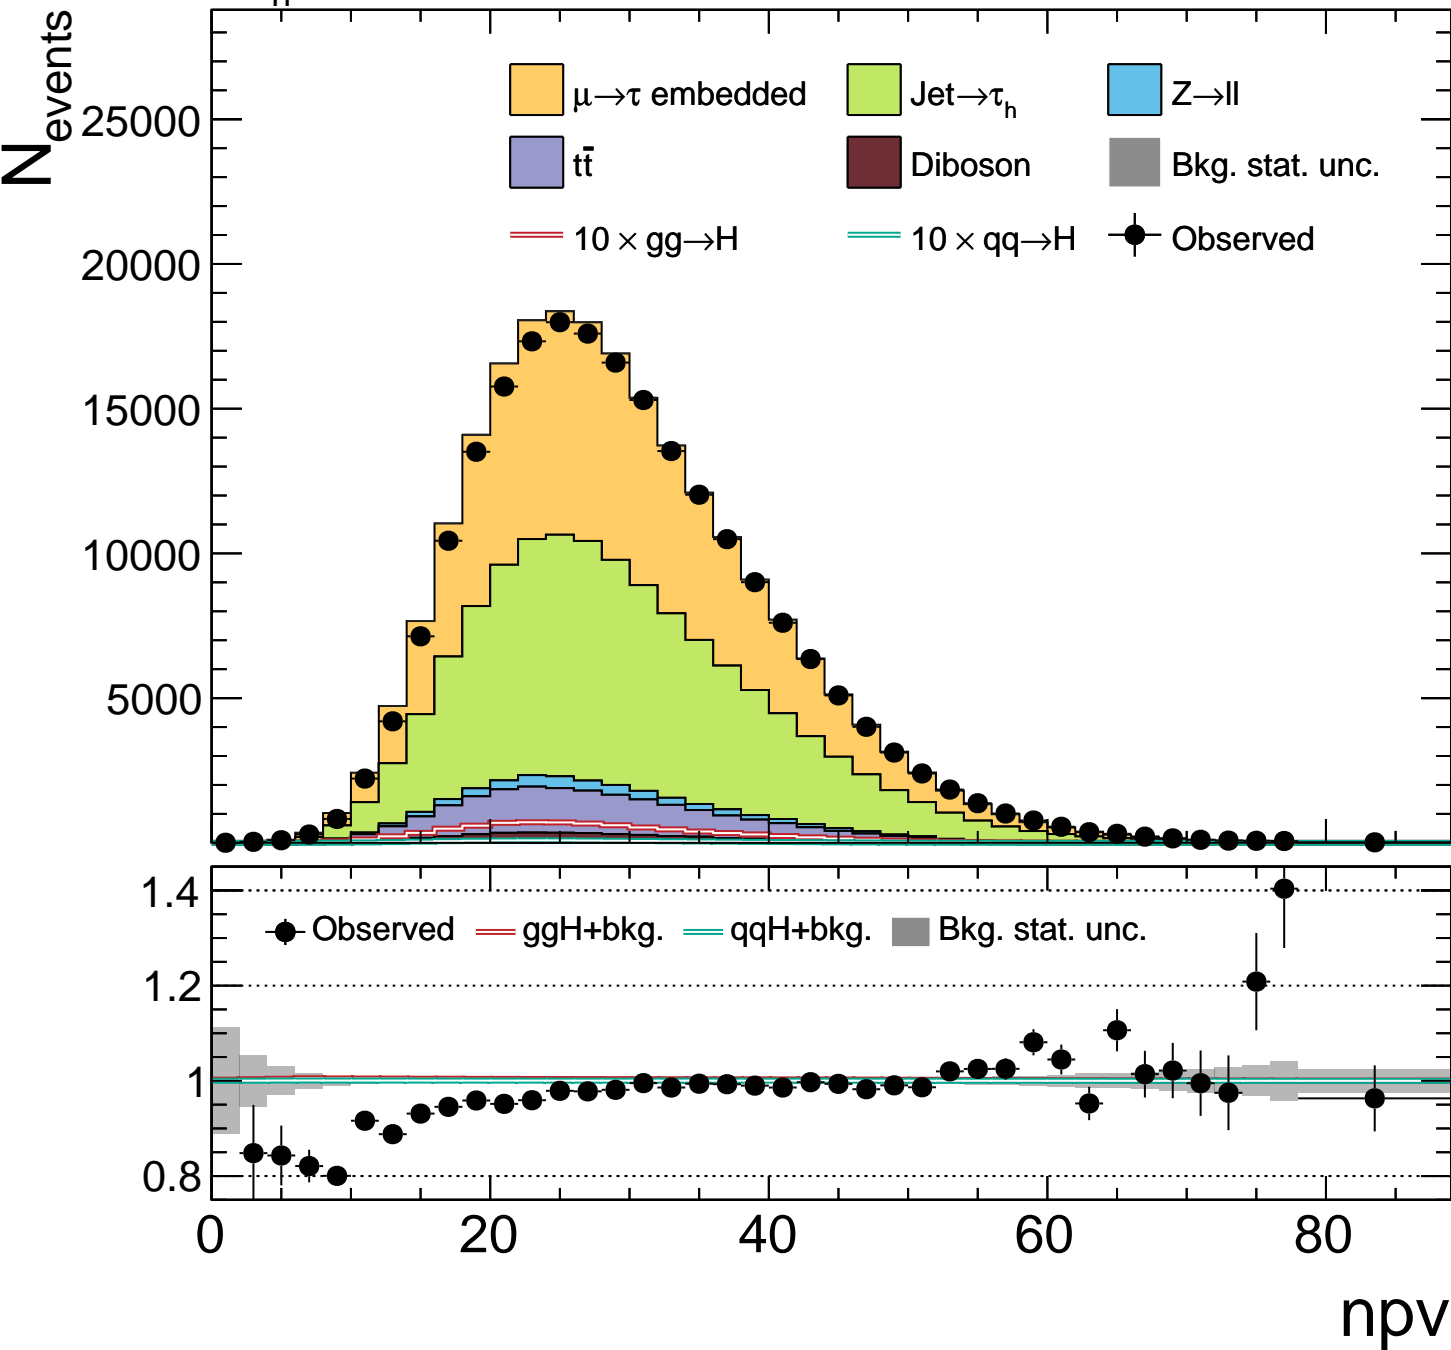 N_events
25000
20000
15000
10000
5000
μ→τ embedded
Jet→τ_h
Z→ll
tt̄
Diboson
Bkg. stat. unc.
10 × gg→H
10 × qq→H
Observed
1.4
1.2
1
0.8
Observed
ggH+bkg.
qqH+bkg.
Bkg. stat. unc.
0 20 40 60 80
npv